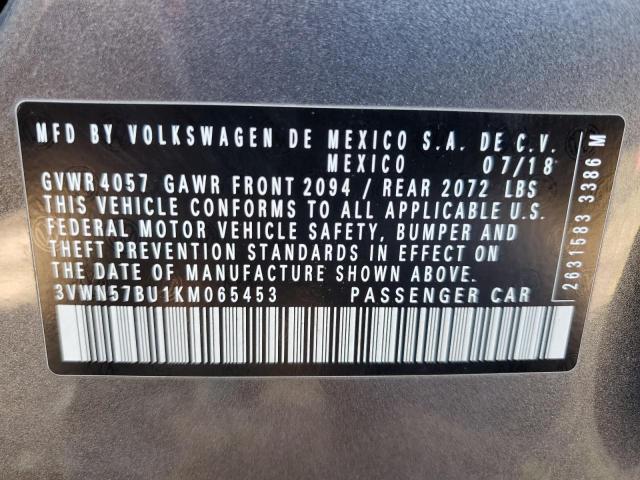 MFD BY VOLKSWAGEN DE MEXICO S.A. DE C.V.
MEXICO 07/18
GVWR 4057 GAWR FRONT 2094 / REAR 2072 LBS
THIS VEHICLE CONFORMS TO ALL APPLICABLE U.S.
FEDERAL MOTOR VEHICLE SAFETY, BUMPER AND
THEFT PREVENTION STANDARDS IN EFFECT ON
THE DATE OF MANUFACTURE SHOWN ABOVE.
3VWN57BU1KM065453 PASSENGER CAR
2631583 3386 M